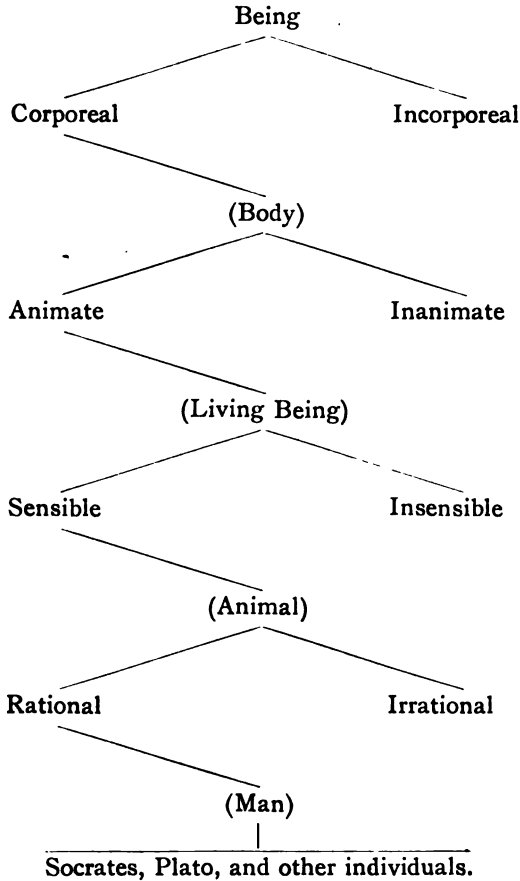 Being
Corporeal Incorporeal
(Body)
Animate Inanimate
(Living Being)
Sensible Insensible
(Animal)
Rational Irrational
(Man)
Socrates, Plato, and other individuals.